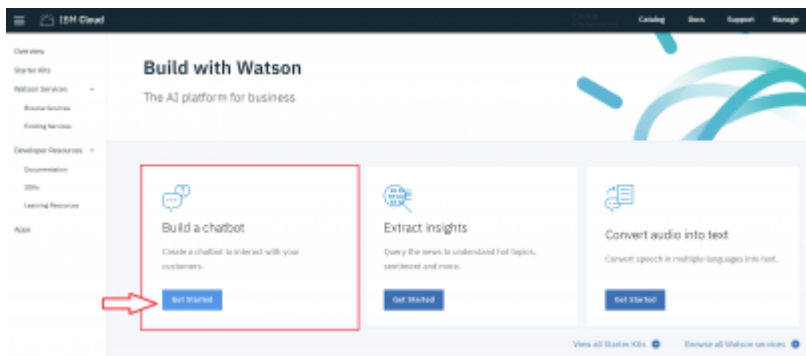 IBM Cloud
Catalog
Docs
Support
Manage
Overview
Starter Kits
Watson Services
Browse Services
Existing Services
Developer Resources
Documentation
SDKs
Learning Resources
Apps
Build with Watson
The AI platform for business
Build a chatbot
Create a chatbot to interact with your
customers.
Get Started
Extract insights
Query the news to understand hot topics,
sentiment and more.
Get Started
Convert audio into text
Convert speech in multiple languages into text.
Get Started
View all Starter Kits
Browse all Watson services